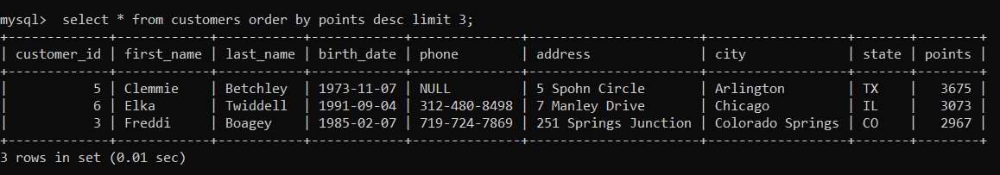 mysql>  select * from customers order by points desc limit 3;
+-------------+------------+-----------+------------+--------------+----------------------+------------------+-------+--------+
| customer_id | first_name | last_name | birth_date | phone        | address              | city             | state | points |
+-------------+------------+-----------+------------+--------------+----------------------+------------------+-------+--------+
|           5 | Clemmie    | Betchley  | 1973-11-07 | NULL         | 5 Spohn Circle       | Arlington        | TX    |   3675 |
|           6 | Elka       | Twiddell  | 1991-09-04 | 312-480-8498 | 7 Manley Drive       | Chicago          | IL    |   3073 |
|           3 | Freddi     | Boagey    | 1985-02-07 | 719-724-7869 | 251 Springs Junction | Colorado Springs | CO    |   2967 |
+-------------+------------+-----------+------------+--------------+----------------------+------------------+-------+--------+
3 rows in set (0.01 sec)